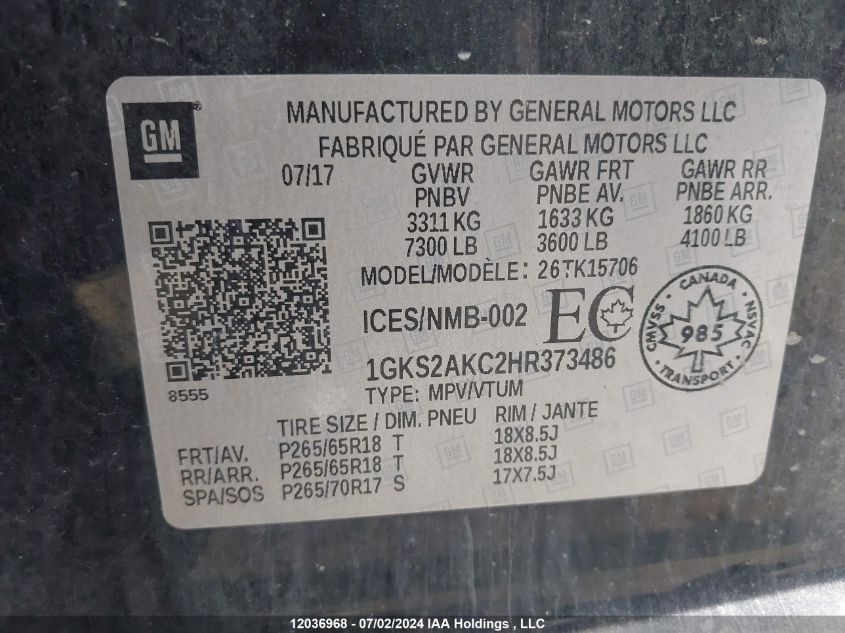 GM ®
MANUFACTURED BY GENERAL MOTORS LLC
FABRIQUÉ PAR GENERAL MOTORS LLC
07/17 GVWR GAWR FRT GAWR RR
PNBV PNBE AV. PNBE ARR.
3311 KG 1633 KG 1860 KG
7300 LB 3600 LB 4100 LB
MODEL/MODÈLE: 26TK15706
ICES/NMB-002 EC
CANADA
CMVSS 985 NSVAC
TRANSPORT
1GKS2AKC2HR373486
8555 TYPE: MPV/VTUM
TIRE SIZE / DIM. PNEU RIM / JANTE
FRT/AV. P265/65R18 T 18X8.5J
RR/ARR. P265/65R18 T 18X8.5J
SPA/SOS P265/70R17 S 17X7.5J
12036968 - 07/02/2024 IAA Holdings , LLC